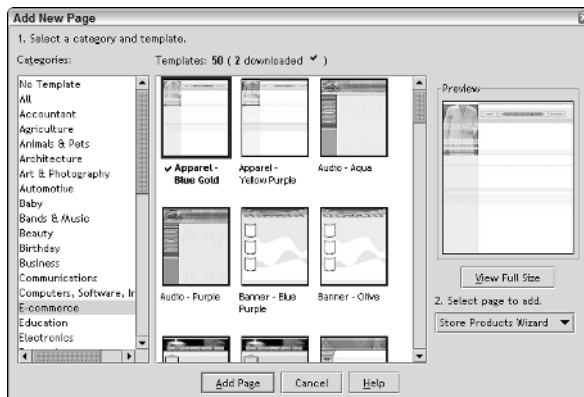 Add New Page
1. Select a category and template.
Categories:
Templates: 50 ( 2 downloaded ✔ )
No Template
All
Accountant
Agriculture
Animals & Pets
Architecture
Art & Photography
Automotive
Baby
Bands & Music
Beauty
Birthday
Business
Communications
Computers, Software, Ir
E-commerce
Education
Electronics
✔ Apparel -
Blue Gold
Apparel -
Yellow Purple
Audio - Aqua
Audio - Purple
Banner - Blue
Purple
Banner - Olive
Preview
View Full Size
2. Select page to add.
Store Products Wizard
Add Page
Cancel
Help